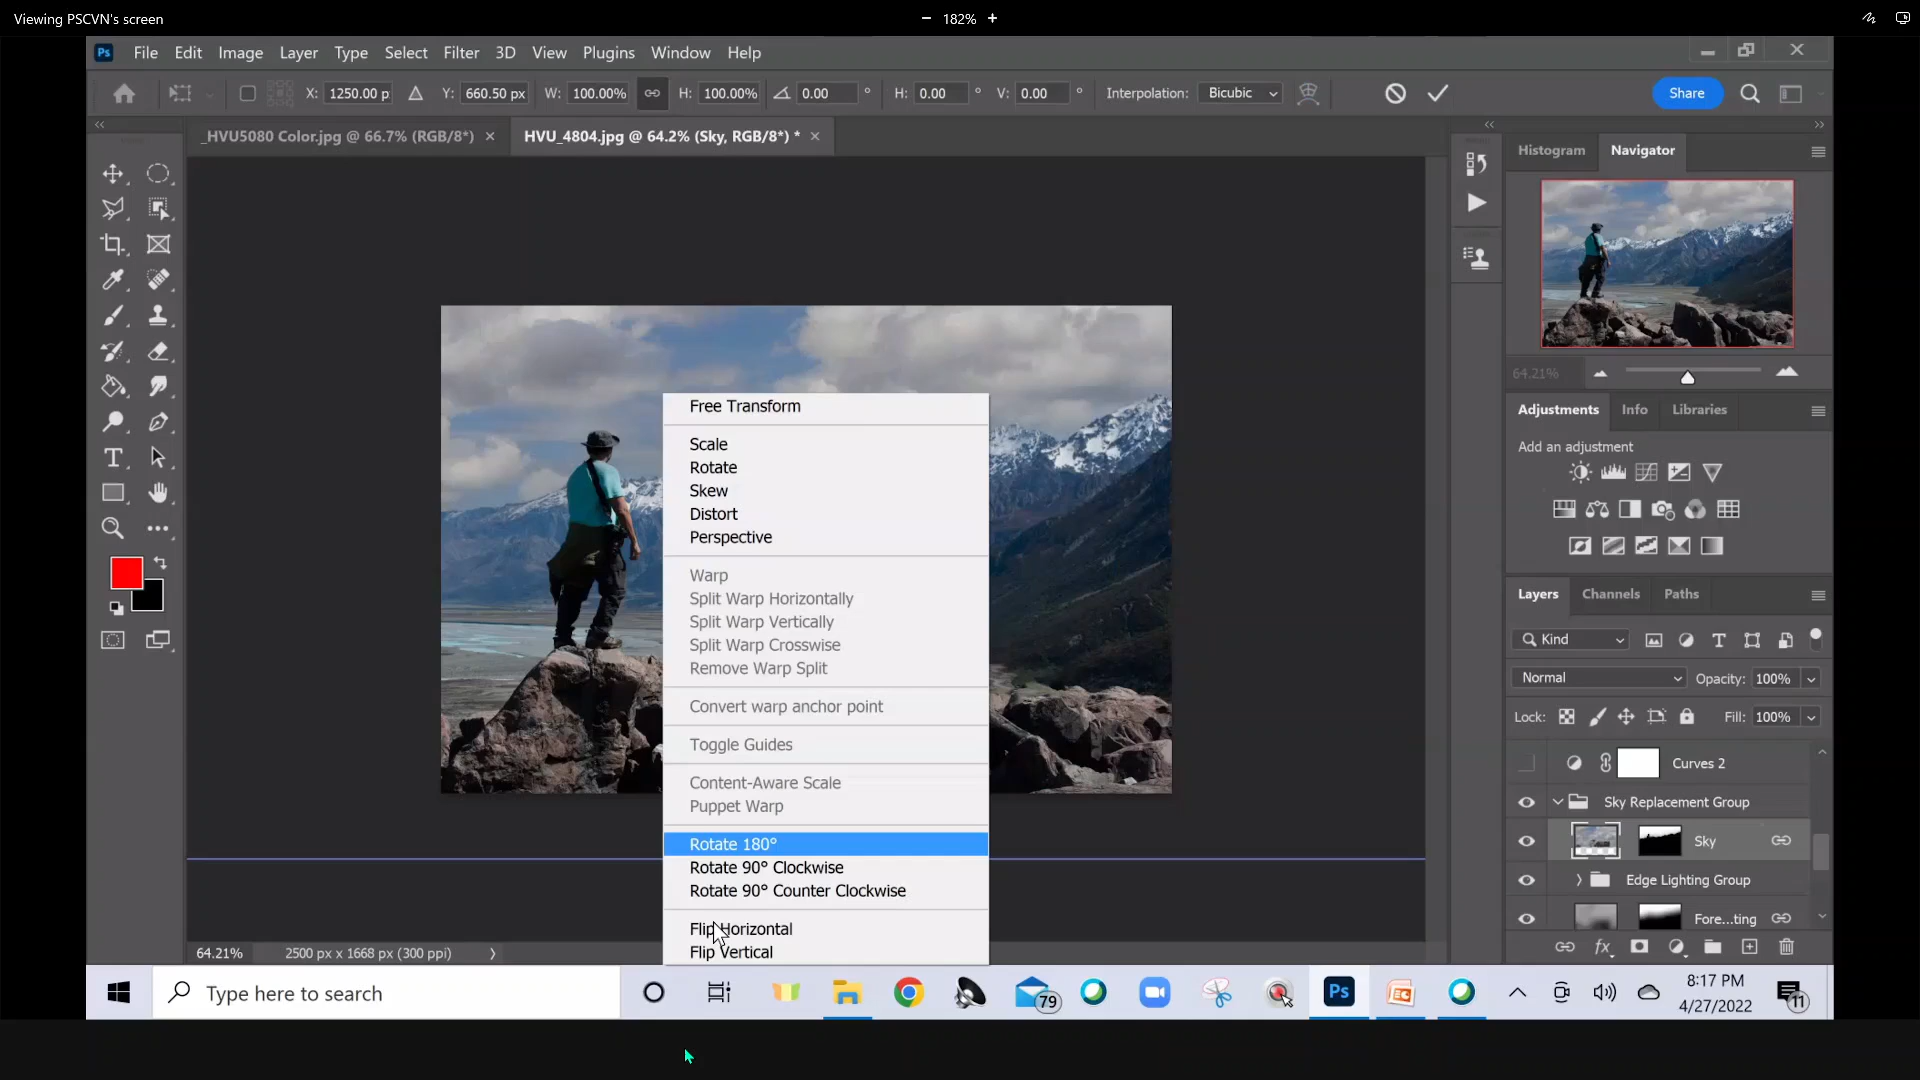 Viewing PSCVN's screen
− 182% +
Ps File Edit Image Layer Type Select Filter 3D View Plugins Window Help
X: 1250.00 p Y: 660.50 px W: 100.00% H: 100.00% 0.00 ° H: 0.00 ° V: 0.00 ° Interpolation: Bicubic Share
_HVU5080 Color.jpg @ 66.7% (RGB/8*) ×
HVU_4804.jpg @ 64.2% (Sky, RGB/8*) * ×
Histogram Navigator
64.21%
Adjustments Info Libraries
Add an adjustment
Free Transform
Scale
Rotate
Skew
Distort
Perspective
Warp
Split Warp Horizontally
Split Warp Vertically
Split Warp Crosswise
Remove Warp Split
Convert warp anchor point
Toggle Guides
Content-Aware Scale
Puppet Warp
Rotate 180°
Rotate 90° Clockwise
Rotate 90° Counter Clockwise
Flip Horizontal
Flip Vertical
Layers Channels Paths
Kind
Normal Opacity: 100%
Lock: Fill: 100%
Curves 2
Sky Replacement Group
Sky
Edge Lighting Group
Fore...ting
fx
64.21% 2500 px x 1668 px (300 ppi)
Type here to search
79
Ps
8:17 PM
4/27/2022
11